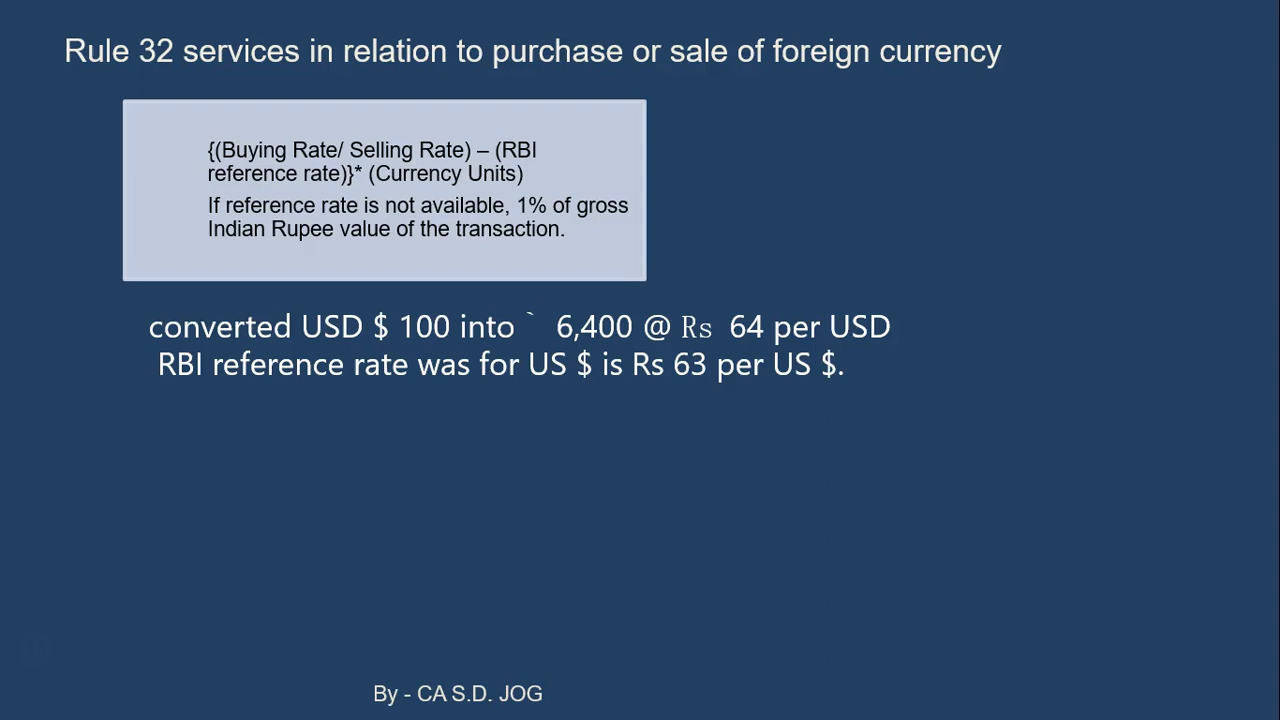 Rule 32 services in relation to purchase or sale of foreign currency
{(Buying Rate/ Selling Rate) – (RBI
reference rate)}* (Currency Units)
If reference rate is not available, 1% of gross
Indian Rupee value of the transaction.
converted USD $ 100 into ` 6,400 @ Rs 64 per USD
RBI reference rate was for US $ is Rs 63 per US $.
By - CA S.D. JOG